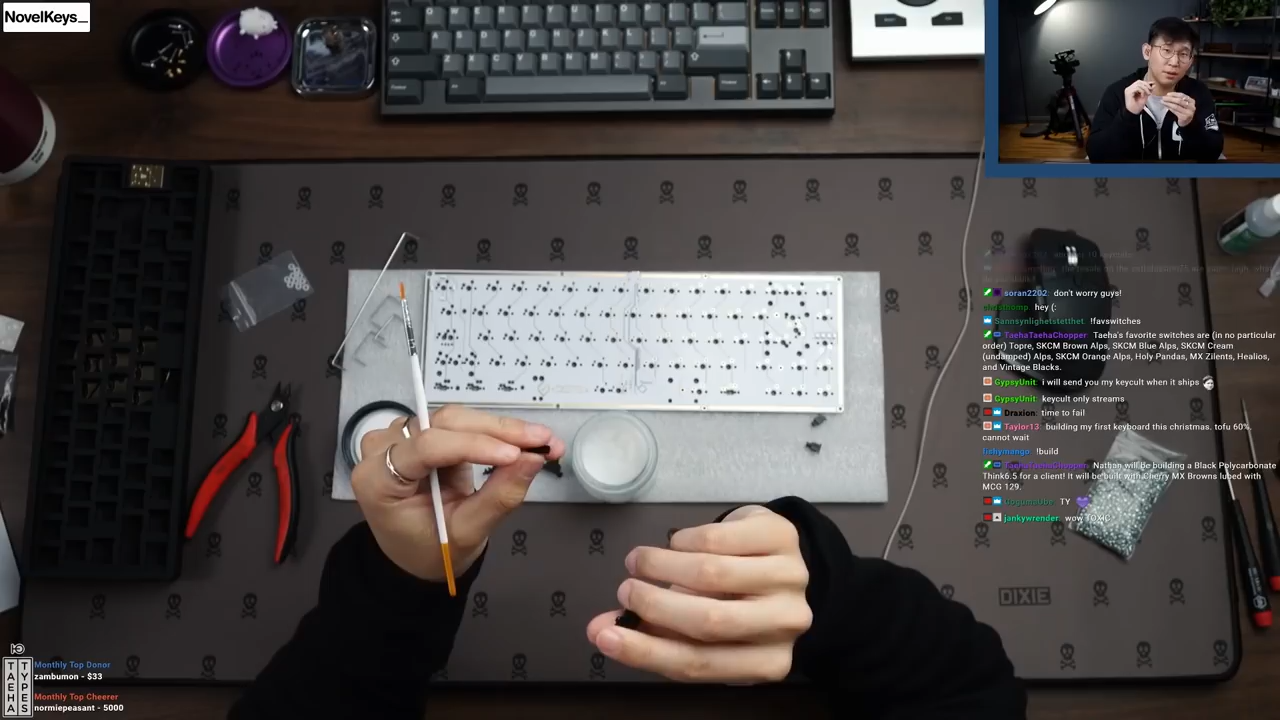 NovelKeys_
soran2202: don't worry guys!
hey (:
Sannsynlighetstetthet: !favswitches
TaehaTaehaChopper: Taeha's favorite switches are (in no particular
order) Topre, SKCM Brown Alps, SKCM Blue Alps, SKCM Cream
(undamped) Alps, SKCM Orange Alps, Holy Pandas, MX Zilents, Healios,
and Vintage Blacks.
GypsyUnit: i will send you my keycult when it ships
GypsyUnit: keycult only streams
Draxion: time to fail
Taylor13: building my first keyboard this christmas. tofu 60%.
cannot wait
fishymango: !build
TaehaTaehaChopper: Nathan will be building a Black Polycarbonate
Think6.5 for a client! It will be built with Cherry MX Browns lubed with
MCG 129.
TY
jankywrender: wow TOXIC
DIXIE
TAEHA
TYPES
Monthly Top Donor
zambumon - $33
Monthly Top Cheerer
normiepeasant - 5000